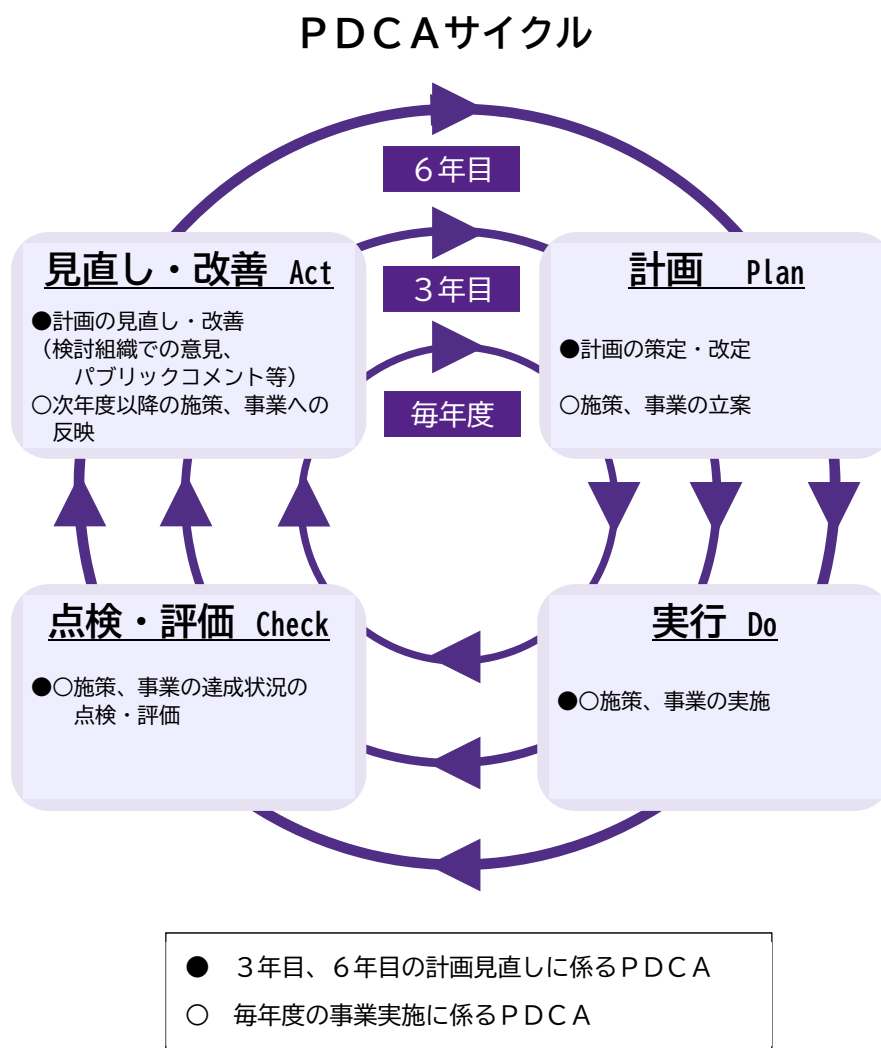 ＰＤＣＡサイクル
６年目
３年目
毎年度
見直し・改善 Act
●計画の見直し・改善
（検討組織での意見、
パブリックコメント等）
○次年度以降の施策、事業への
反映
計画 Plan
●計画の策定・改定
○施策、事業の立案
点検・評価 Check
●○施策、事業の達成状況の
点検・評価
実行 Do
●○施策、事業の実施
● ３年目、６年目の計画見直しに係るＰＤＣＡ
○ 毎年度の事業実施に係るＰＤＣＡ